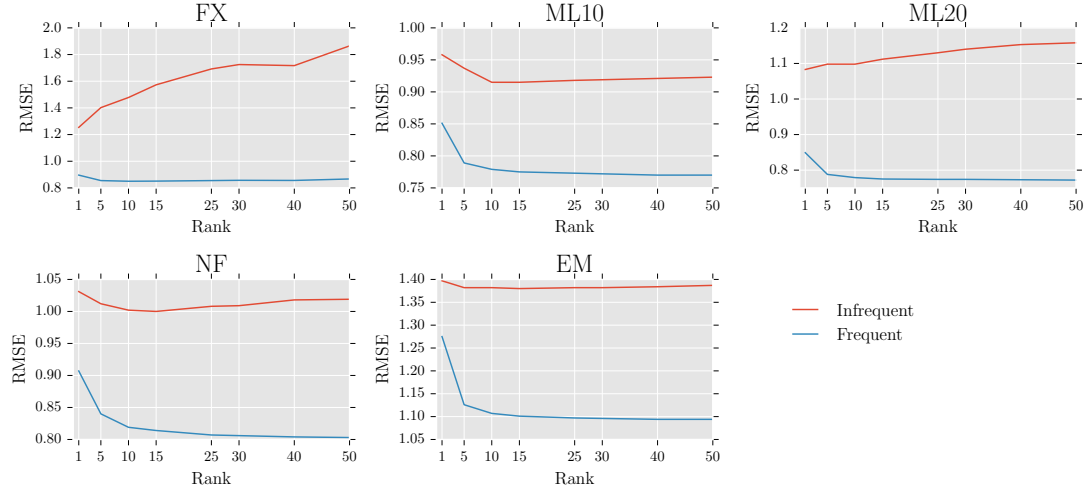 FX
RMSE
2.0
1.8
1.6
1.4
1.2
1.0
0.8
1 5 10 15 25 30 40 50
Rank
ML10
RMSE
1.00
0.95
0.90
0.85
0.80
0.75
1 5 10 15 25 30 40 50
Rank
ML20
RMSE
1.2
1.1
1.0
0.9
0.8
1 5 10 15 25 30 40 50
Rank
NF
RMSE
1.05
1.00
0.95
0.90
0.85
0.80
1 5 10 15 25 30 40 50
Rank
EM
RMSE
1.40
1.35
1.30
1.25
1.20
1.15
1.10
1.05
1 5 10 15 25 30 40 50
Rank
Infrequent
Frequent